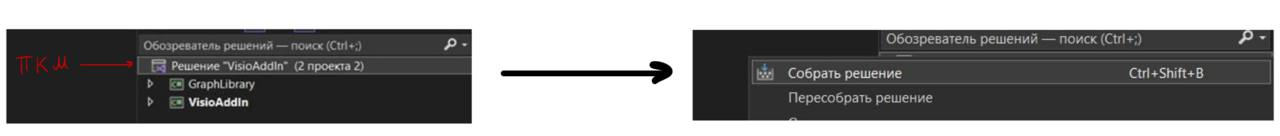 Обозреватель решений — поиск (Ctrl+;)
ПКМ
Решение "VisioAddIn" (2 проекта 2)
GraphLibrary
VisioAddIn
Обозреватель решений — поиск (Ctrl+;)
Собрать решение Ctrl+Shift+B
Пересобрать решение